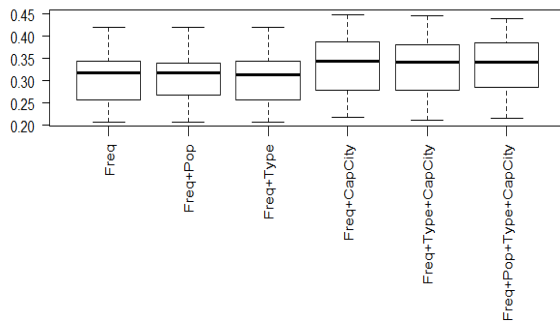 0.45
0.40
0.35
0.30
0.25
0.20
Freq
Freq+Pop
Freq+Type
Freq+CapCity
Freq+Type+CapCity
Freq+Pop+Type+CapCity